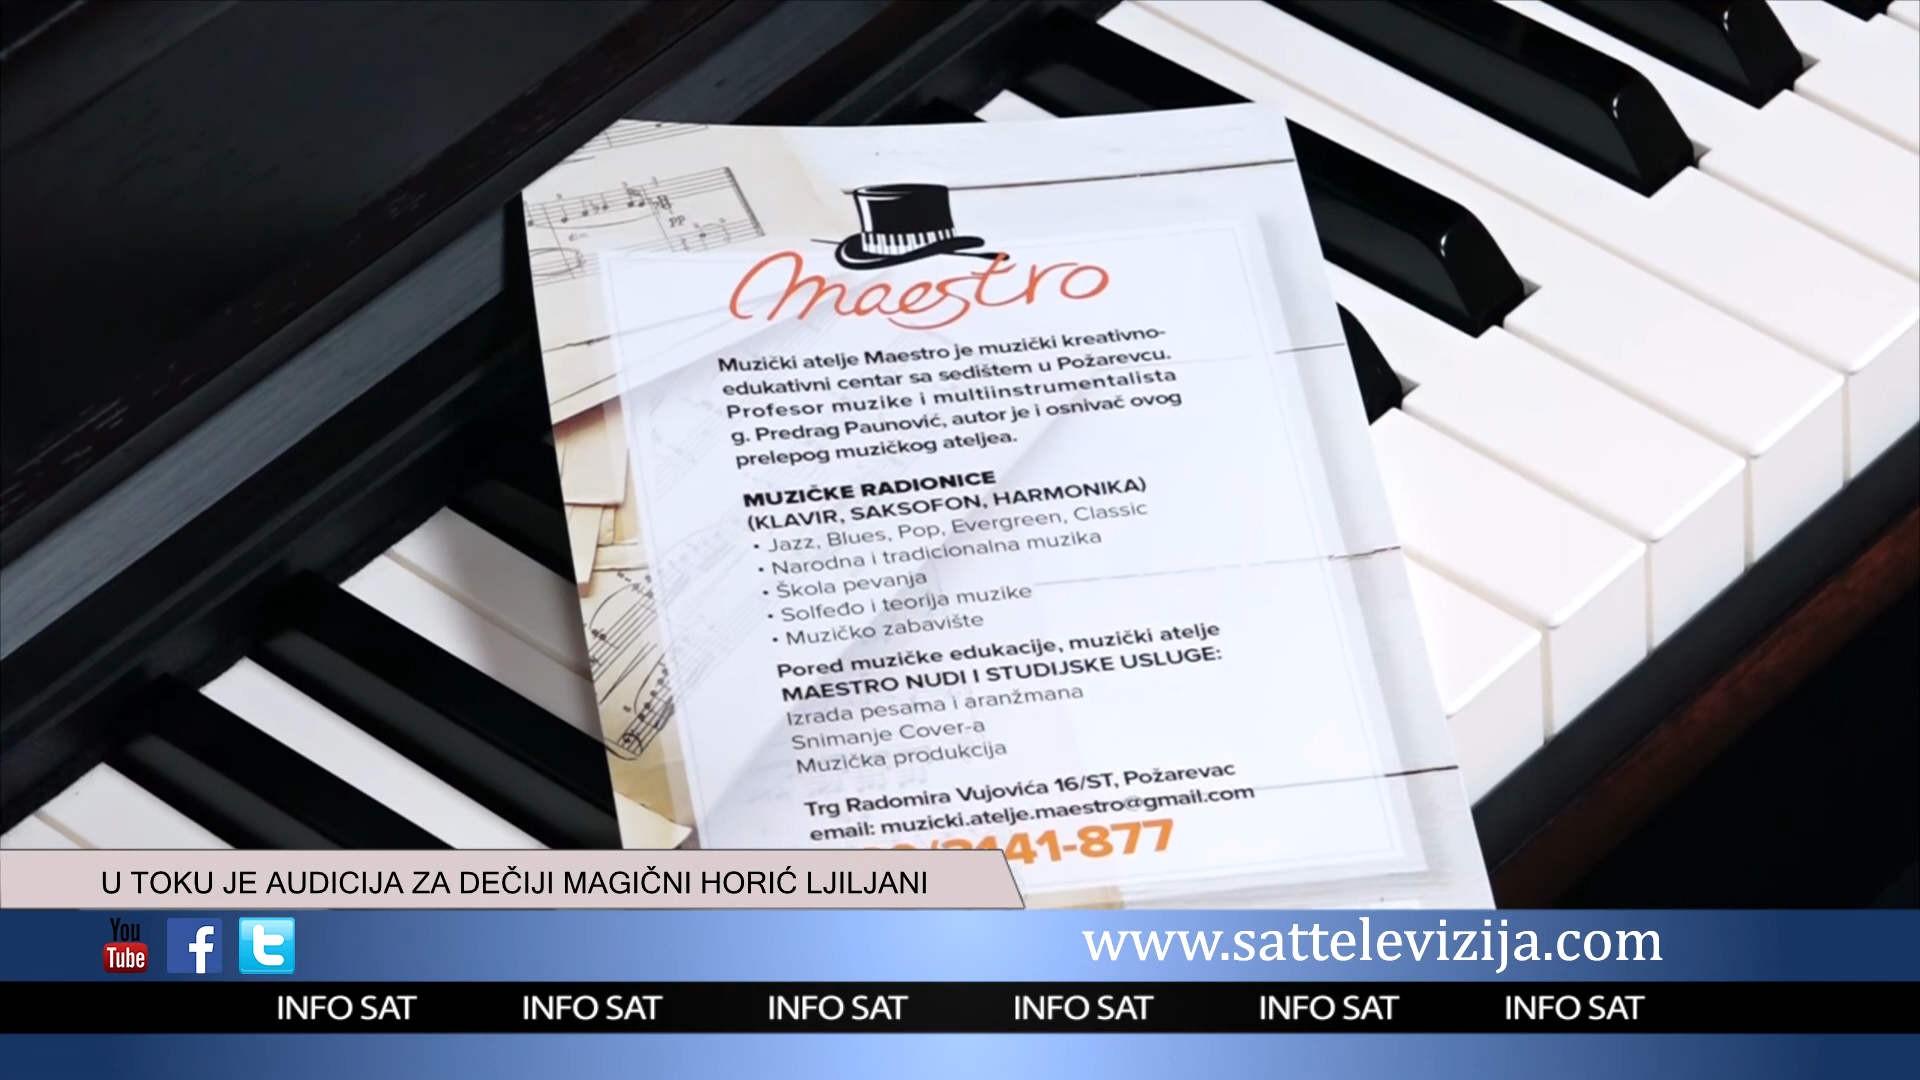 maestro
Muzički atelje Maestro je muzički kreativno-
edukativni centar sa sedištem u Požarevcu.
Profesor muzike i multiinstrumentalista
g. Predrag Paunović, autor je i osnivač ovog
prelepog muzičkog ateljea.
MUZIČKE RADIONICE
(KLAVIR, SAKSOFON, HARMONIKA)
• Jazz, Blues, Pop, Evergreen, Classic
• Narodna i tradicionalna muzika
• Škola pevanja
• Solfeđo i teorija muzike
• Muzičko zabavište
Pored muzičke edukacije, muzički atelje
MAESTRO NUDI I STUDIJSKE USLUGE:
Izrada pesama i aranžmana
Snimanje Cover-a
Muzička produkcija
Trg Radomira Vujovića 16/ST, Požarevac
email: muzicki.atelje.maestro@gmail.com
141-877
U TOKU JE AUDICIJA ZA DEČIJI MAGIČNI HORIĆ LJILJANI
You Tube f t
www.sattelevizija.com
INFO SAT INFO SAT INFO SAT INFO SAT INFO SAT INFO SAT